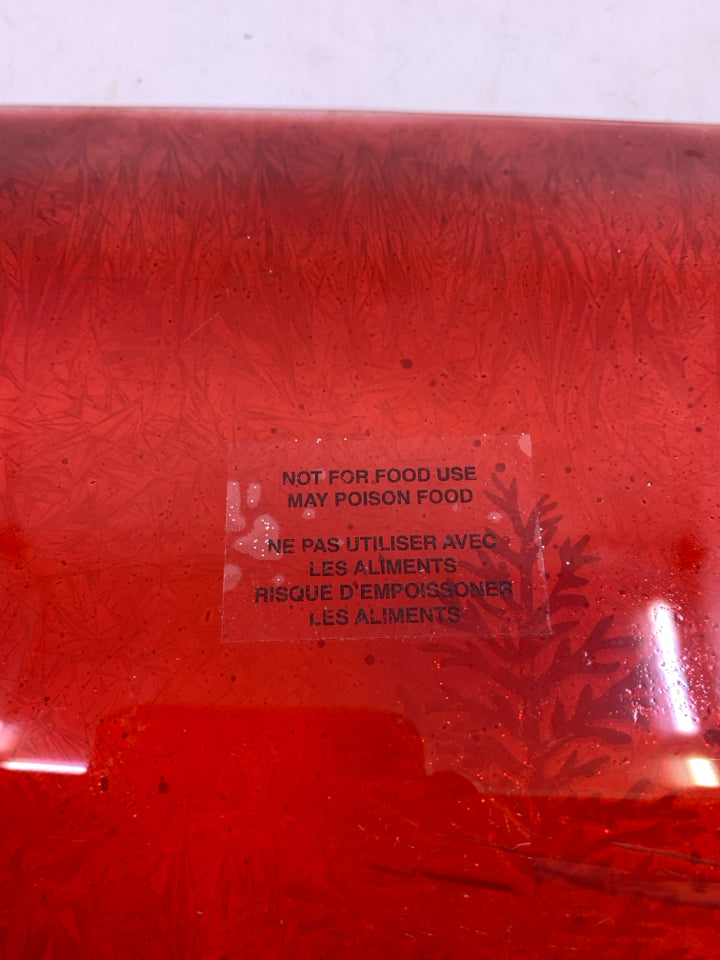 NOT FOR FOOD USE
MAY POISON FOOD
NE PAS UTILISER AVEC
LES ALIMENTS
RISQUE D'EMPOISSONER
LES ALIMENTS